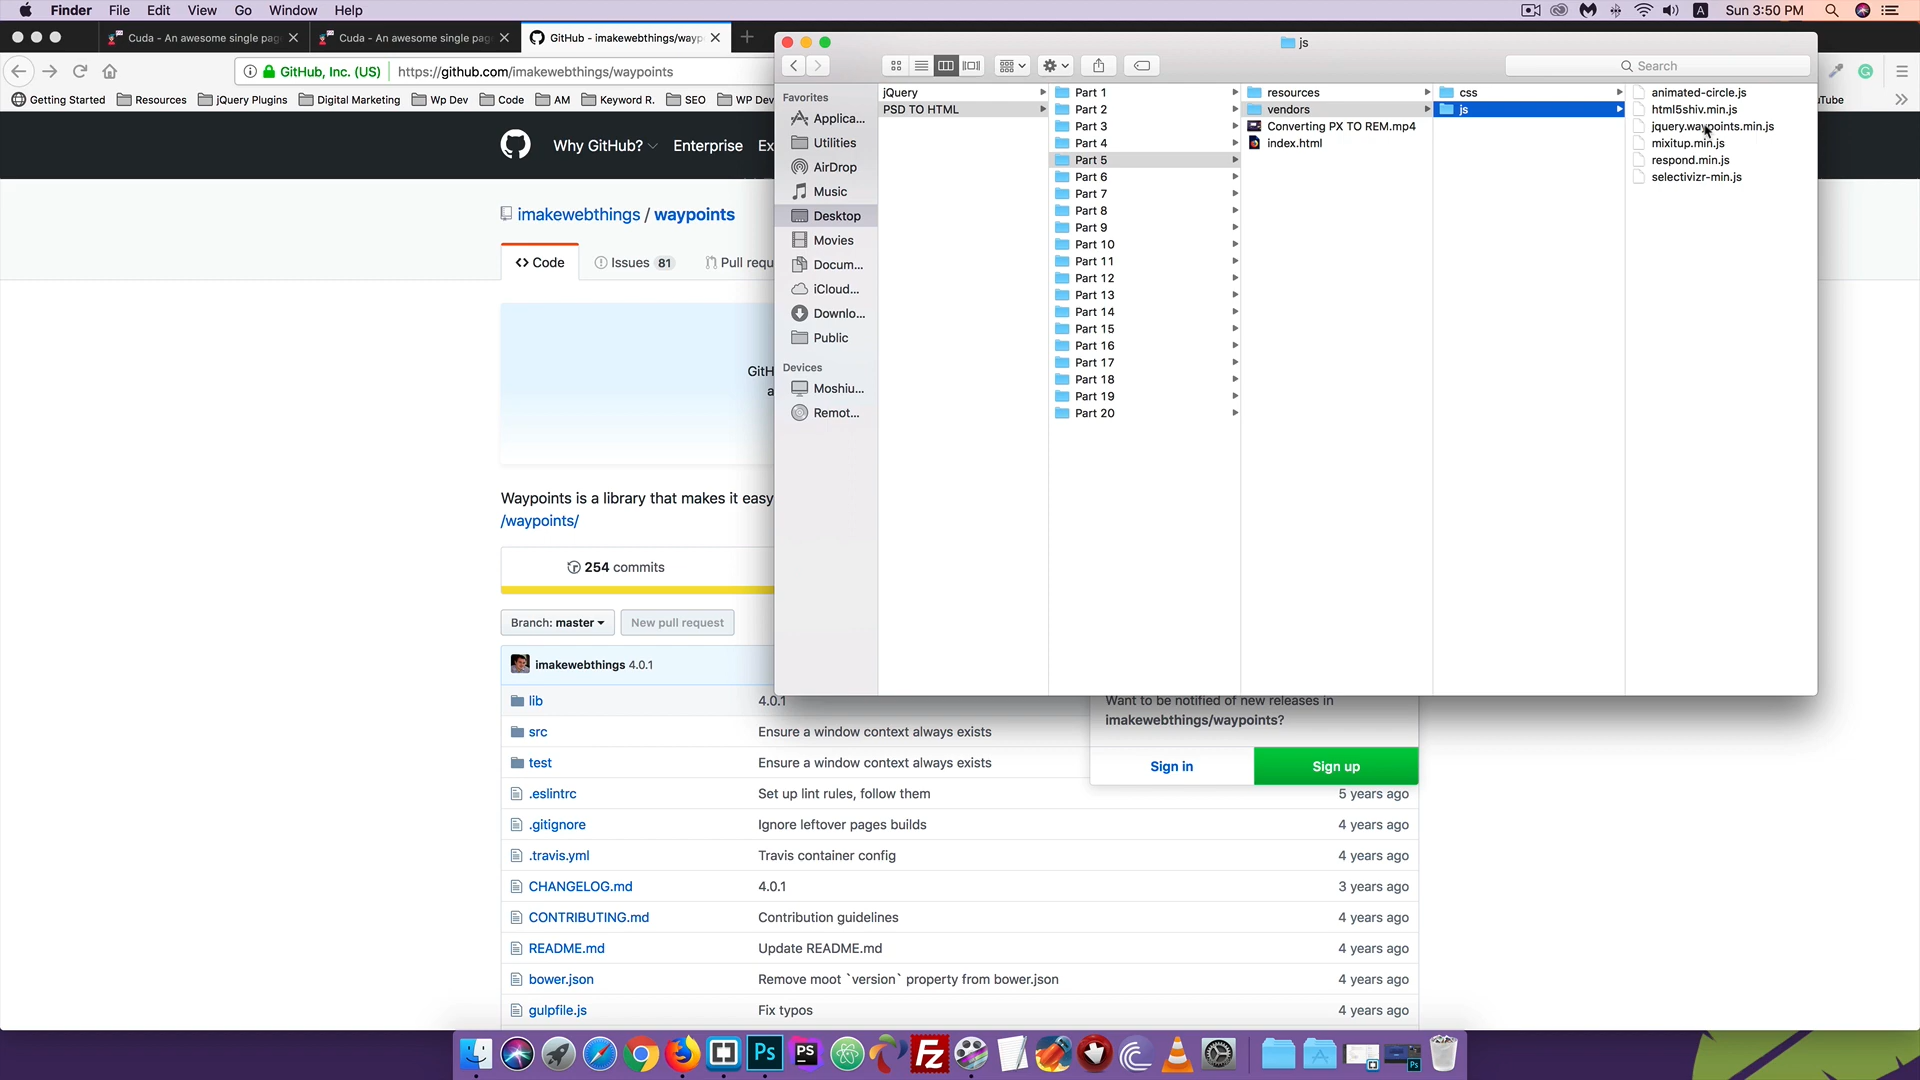 Finder File Edit View Go Window Help
A Sun 3:50 PM
Cuda - An awesome single pag
Cuda - An awesome single pag
GitHub - imakewebthings/wayp
js
GitHub, Inc. (US) https://github.com/imakewebthings/waypoints
Search
Getting Started Resources jQuery Plugins Digital Marketing Wp Dev Code AM Keyword R. SEO WP Dev
uTube
Why GitHub? Enterprise Ex
imakewebthings / waypoints
Code Issues 81 Pull requ
GitH
a
Waypoints is a library that makes it easy
/waypoints/
254 commits
Branch: master New pull request
imakewebthings 4.0.1
lib 4.0.1
src Ensure a window context always exists
test Ensure a window context always exists
.eslintrc Set up lint rules, follow them 5 years ago
.gitignore Ignore leftover pages builds 4 years ago
.travis.yml Travis container config 4 years ago
CHANGELOG.md 4.0.1 3 years ago
CONTRIBUTING.md Contribution guidelines 4 years ago
README.md Update README.md 4 years ago
bower.json Remove moot `version` property from bower.json 4 years ago
gulpfile.js Fix typos 4 years ago
Want to be notified of new releases in
imakewebthings/waypoints?
Sign in Sign up
Favorites
Applica...
Utilities
AirDrop
Music
Desktop
Movies
Docum...
iCloud...
Downlo...
Public
Devices
Moshiu...
Remot...
jQuery
PSD TO HTML
Part 1
Part 2
Part 3
Part 4
Part 5
Part 6
Part 7
Part 8
Part 9
Part 10
Part 11
Part 12
Part 13
Part 14
Part 15
Part 16
Part 17
Part 18
Part 19
Part 20
resources
vendors
Converting PX TO REM.mp4
index.html
css
js
animated-circle.js
html5shiv.min.js
jquery.waypoints.min.js
mixitup.min.js
respond.min.js
selectivizr-min.js
Ps PS FZ